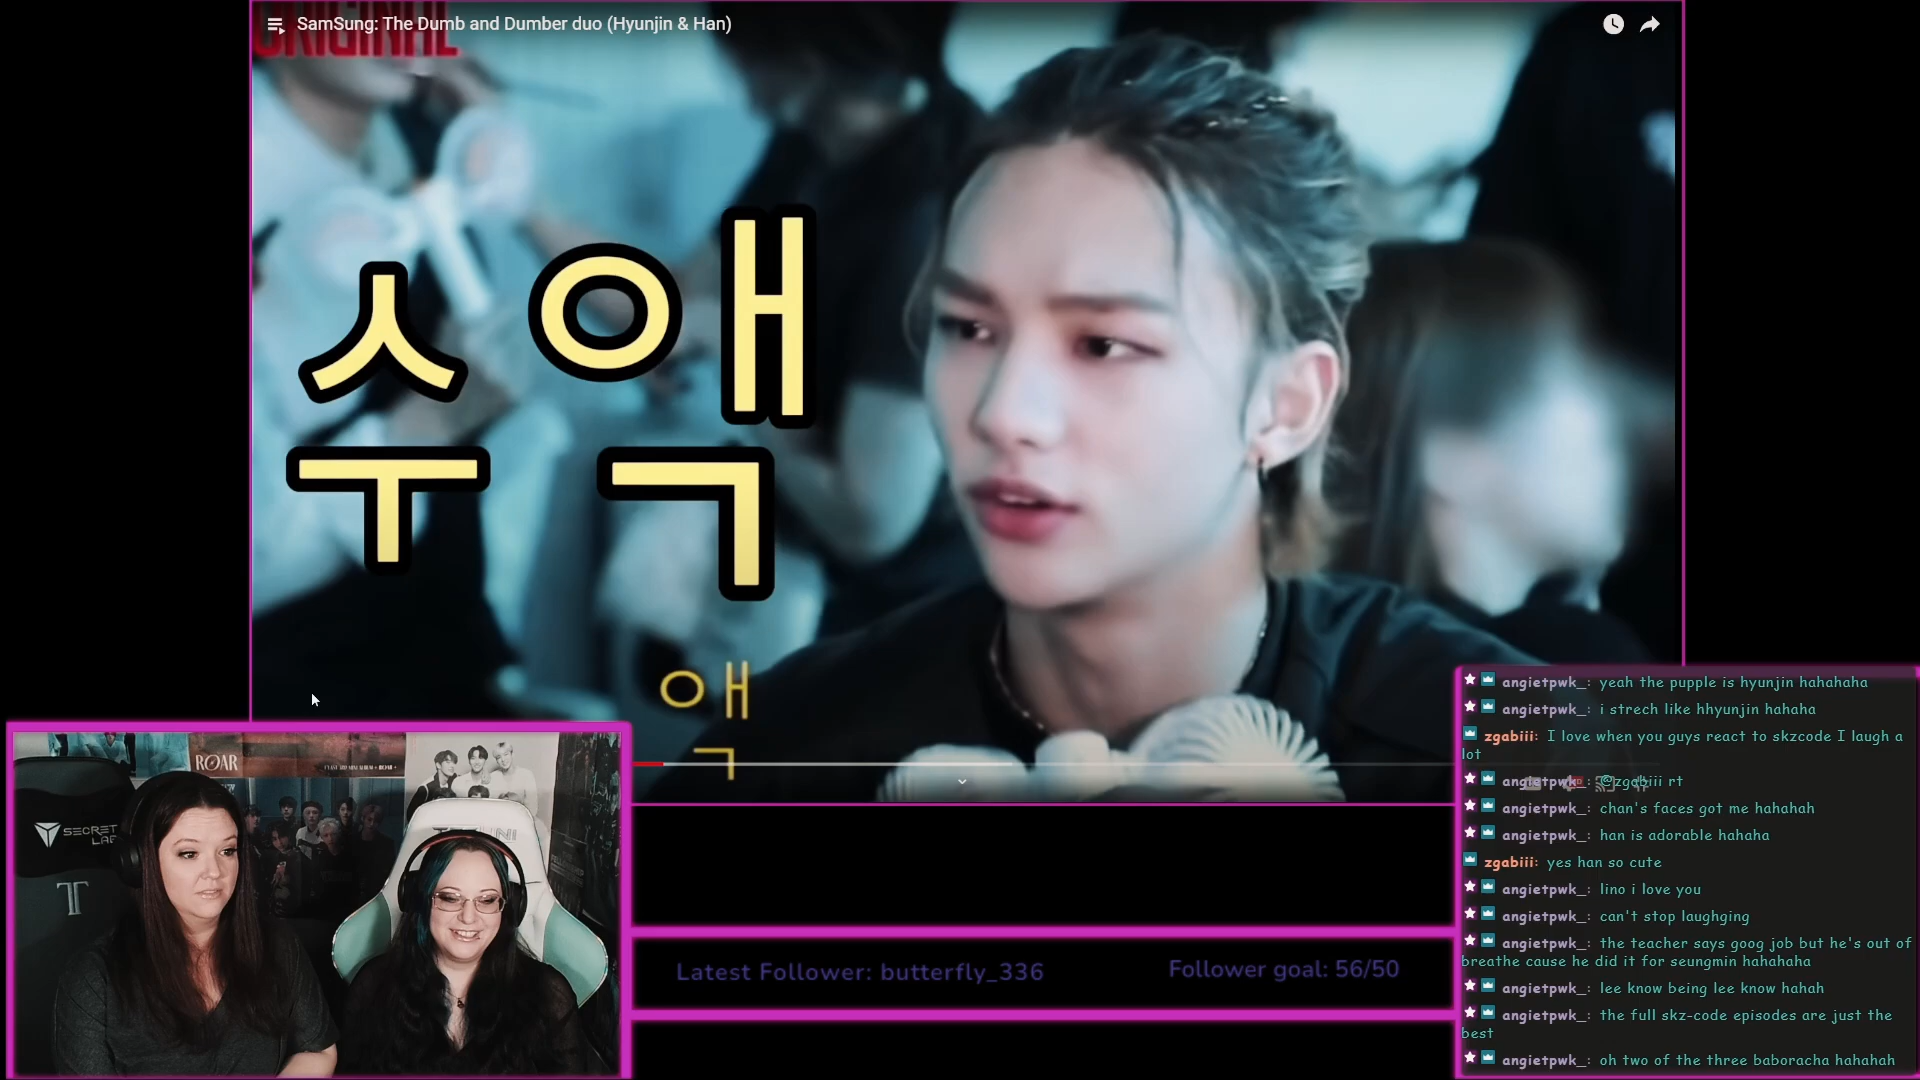 ORIGINAL
SamSung: The Dumb and Dumber duo (Hyunjin & Han)
수액
액
ROAR
SECRET
LAB
Latest Follower: butterfly_336
Follower goal: 56/50
angietpwk_: yeah the pupple is hyunjin hahahaha
angietpwk_: i strech like hhyunjin hahaha
zgabiii: I love when you guys react to skzcode I laugh a
lot
angietpwk_: @zgabiii rt
angietpwk_: chan's faces got me hahahah
angietpwk_: han is adorable hahaha
zgabiii: yes han so cute
angietpwk_: lino i love you
angietpwk_: can't stop laughging
angietpwk_: the teacher says goog job but he's out of
breathe cause he did it for seungmin hahahaha
angietpwk_: lee know being lee know hahah
angietpwk_: the full skz-code episodes are just the
best
angietpwk_: oh two of the three baboracha hahahah